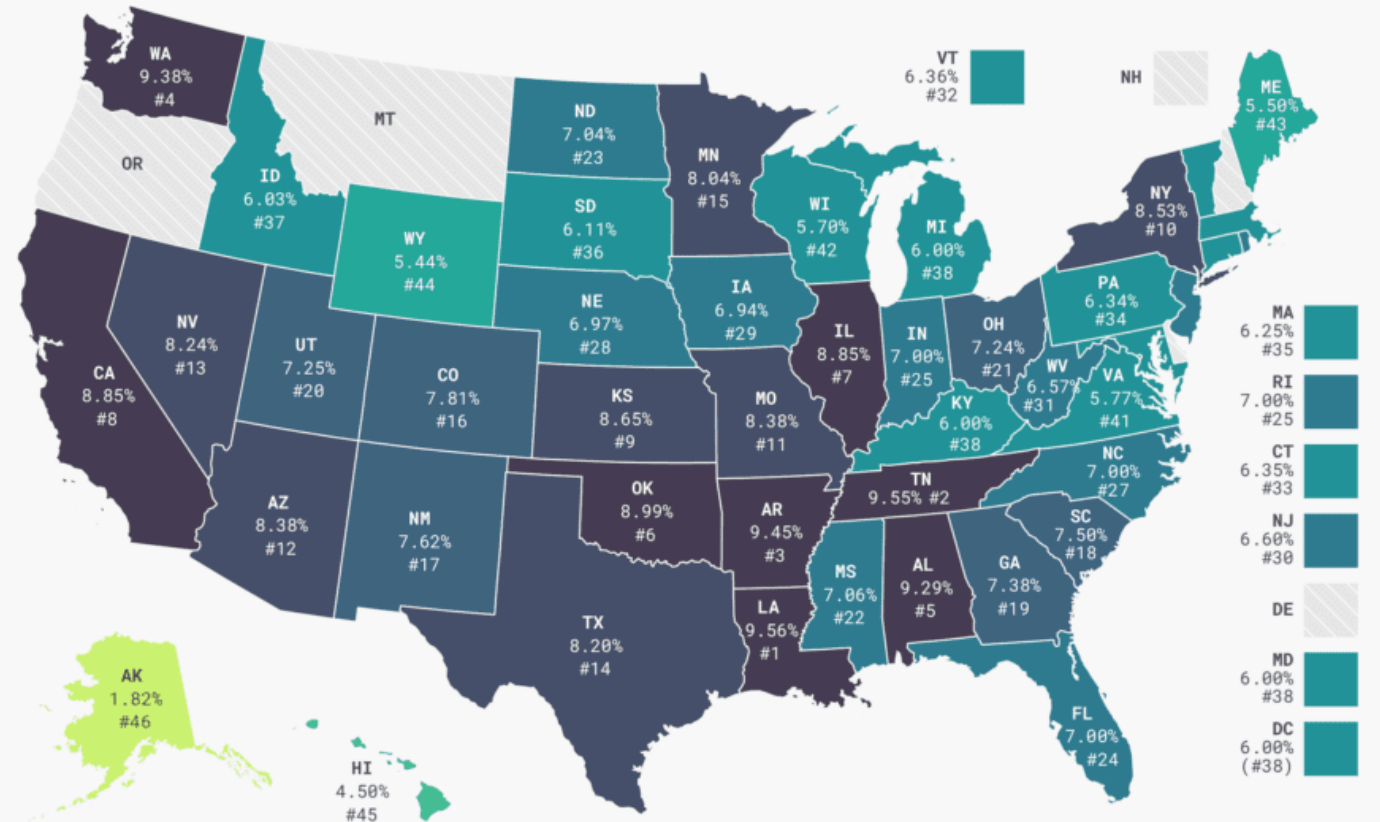 WA
9.38%
#4
OR
MT
ID
6.03%
#37
WY
5.44%
#44
ND
7.04%
#23
SD
6.11%
#36
NE
6.97%
#28
MN
8.04%
#15
IA
6.94%
#29
WI
5.70%
#42
MI
6.00%
#38
VT
6.36%
#32
NH
ME
5.50%
#43
NY
8.53%
#10
PA
6.34%
#34
CA
8.85%
#8
NV
8.24%
#13
UT
7.25%
#20
CO
7.81%
#16
KS
8.65%
#9
MO
8.38%
#11
IL
8.85%
#7
IN
7.00%
#25
OH
7.24%
#21
WV
6.57%
#31
VA
5.77%
#41
KY
6.00%
#38
NC
7.00%
#27
TN
9.55% #2
SC
7.50%
#18
AZ
8.38%
#12
NM
7.62%
#17
OK
8.99%
#6
AR
9.45%
#3
TX
8.20%
#14
LA
9.56%
#1
MS
7.06%
#22
AL
9.29%
#5
GA
7.38%
#19
FL
7.00%
#24
AK
1.82%
#46
HI
4.50%
#45
MA
6.25%
#35
RI
7.00%
#25
CT
6.35%
#33
NJ
6.60%
#30
DE
MD
6.00%
#38
DC
6.00%
(#38)